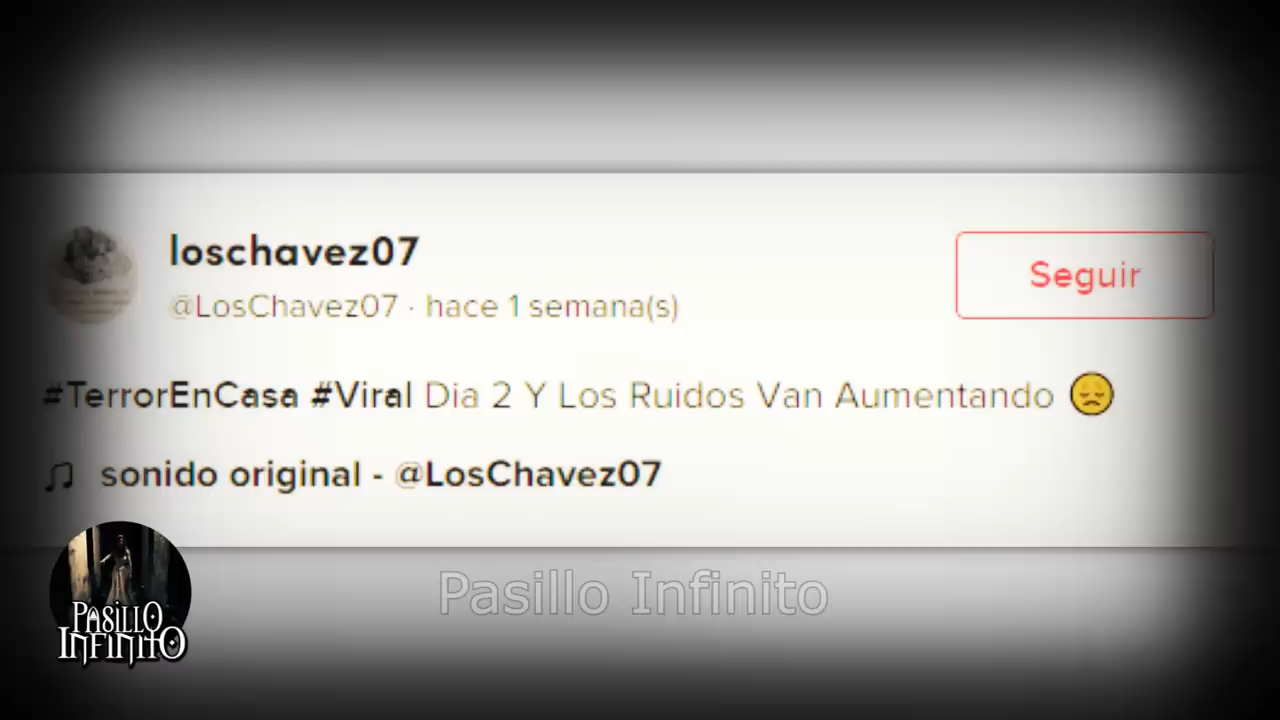 loschavez07
@LosChavez07 · hace 1 semana(s)
Seguir
#TerrorEnCasa #Viral Dia 2 Y Los Ruidos Van Aumentando 😞
♫ sonido original - @LosChavez07
Pasillo Infinito
PASILLO
INFINITO